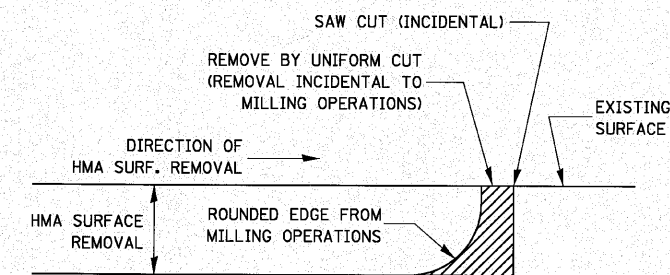 SAW CUT (INCIDENTAL)
REMOVE BY UNIFORM CUT
(REMOVAL INCIDENTAL TO
MILLING OPERATIONS)
EXISTING
SURFACE
DIRECTION OF
HMA SURF. REMOVAL
HMA SURFACE
REMOVAL
ROUNDED EDGE FROM
MILLING OPERATIONS